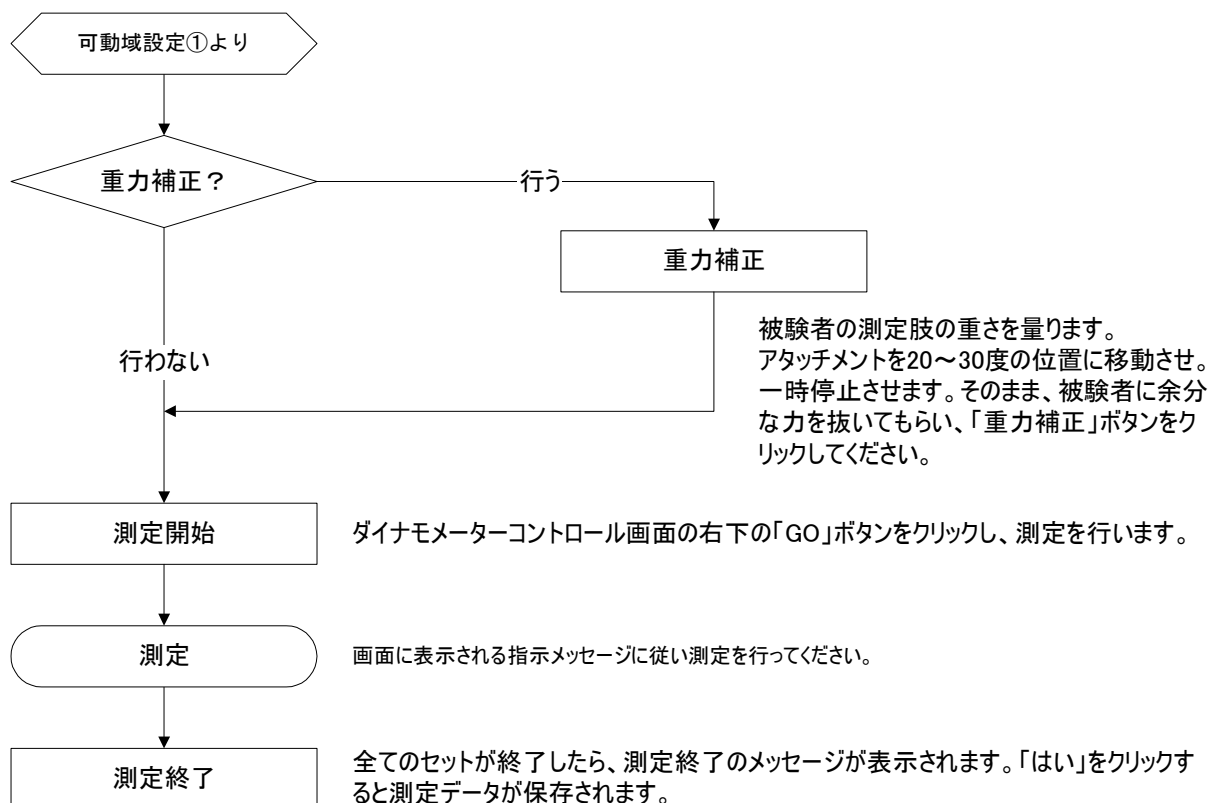 可動域設定①より
重力補正？
行う
重力補正
被験者の測定肢の重さを量ります。
アタッチメントを20～30度の位置に移動させ。
一時停止させます。そのまま、被験者に余分
な力を抜いてもらい、「重力補正」ボタンをク
リックしてください。
行わない
測定開始
ダイナモメーターコントロール画面の右下の「GO」ボタンをクリックし、測定を行います。
測定
画面に表示される指示メッセージに従い測定を行ってください。
測定終了
全てのセットが終了したら、測定終了のメッセージが表示されます。「はい」をクリックす
ると測定データが保存されます。